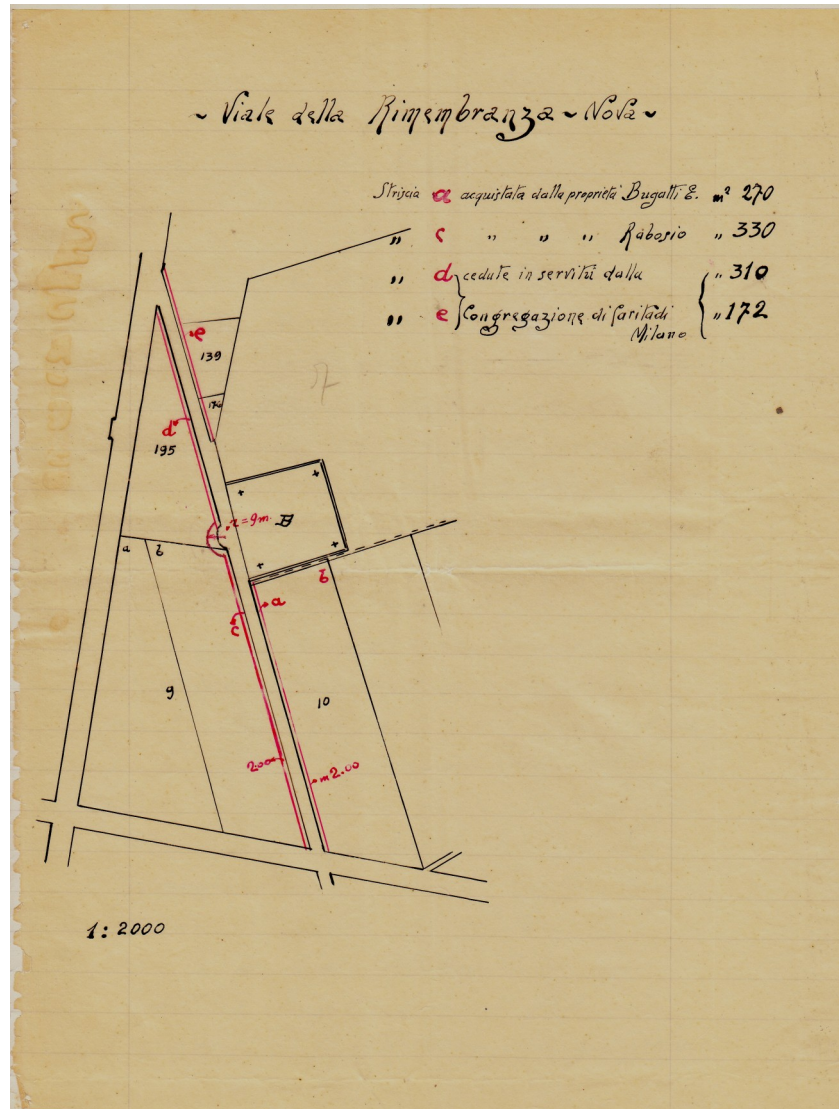 ~ Viale della Rimembranza ~ Nova ~
Striscia a acquistata dalla proprietà Bugatti E. m² 270
„ c „ „ „ Rabosio „ 330
„ d cedute in servitù dalla „ 310
„ e Congregazione di Carità di Milano „ 172
e
139
176
d
195
r=9m.
B
a b
b
a
c
9
10
2.00
m 2.00
1:2000